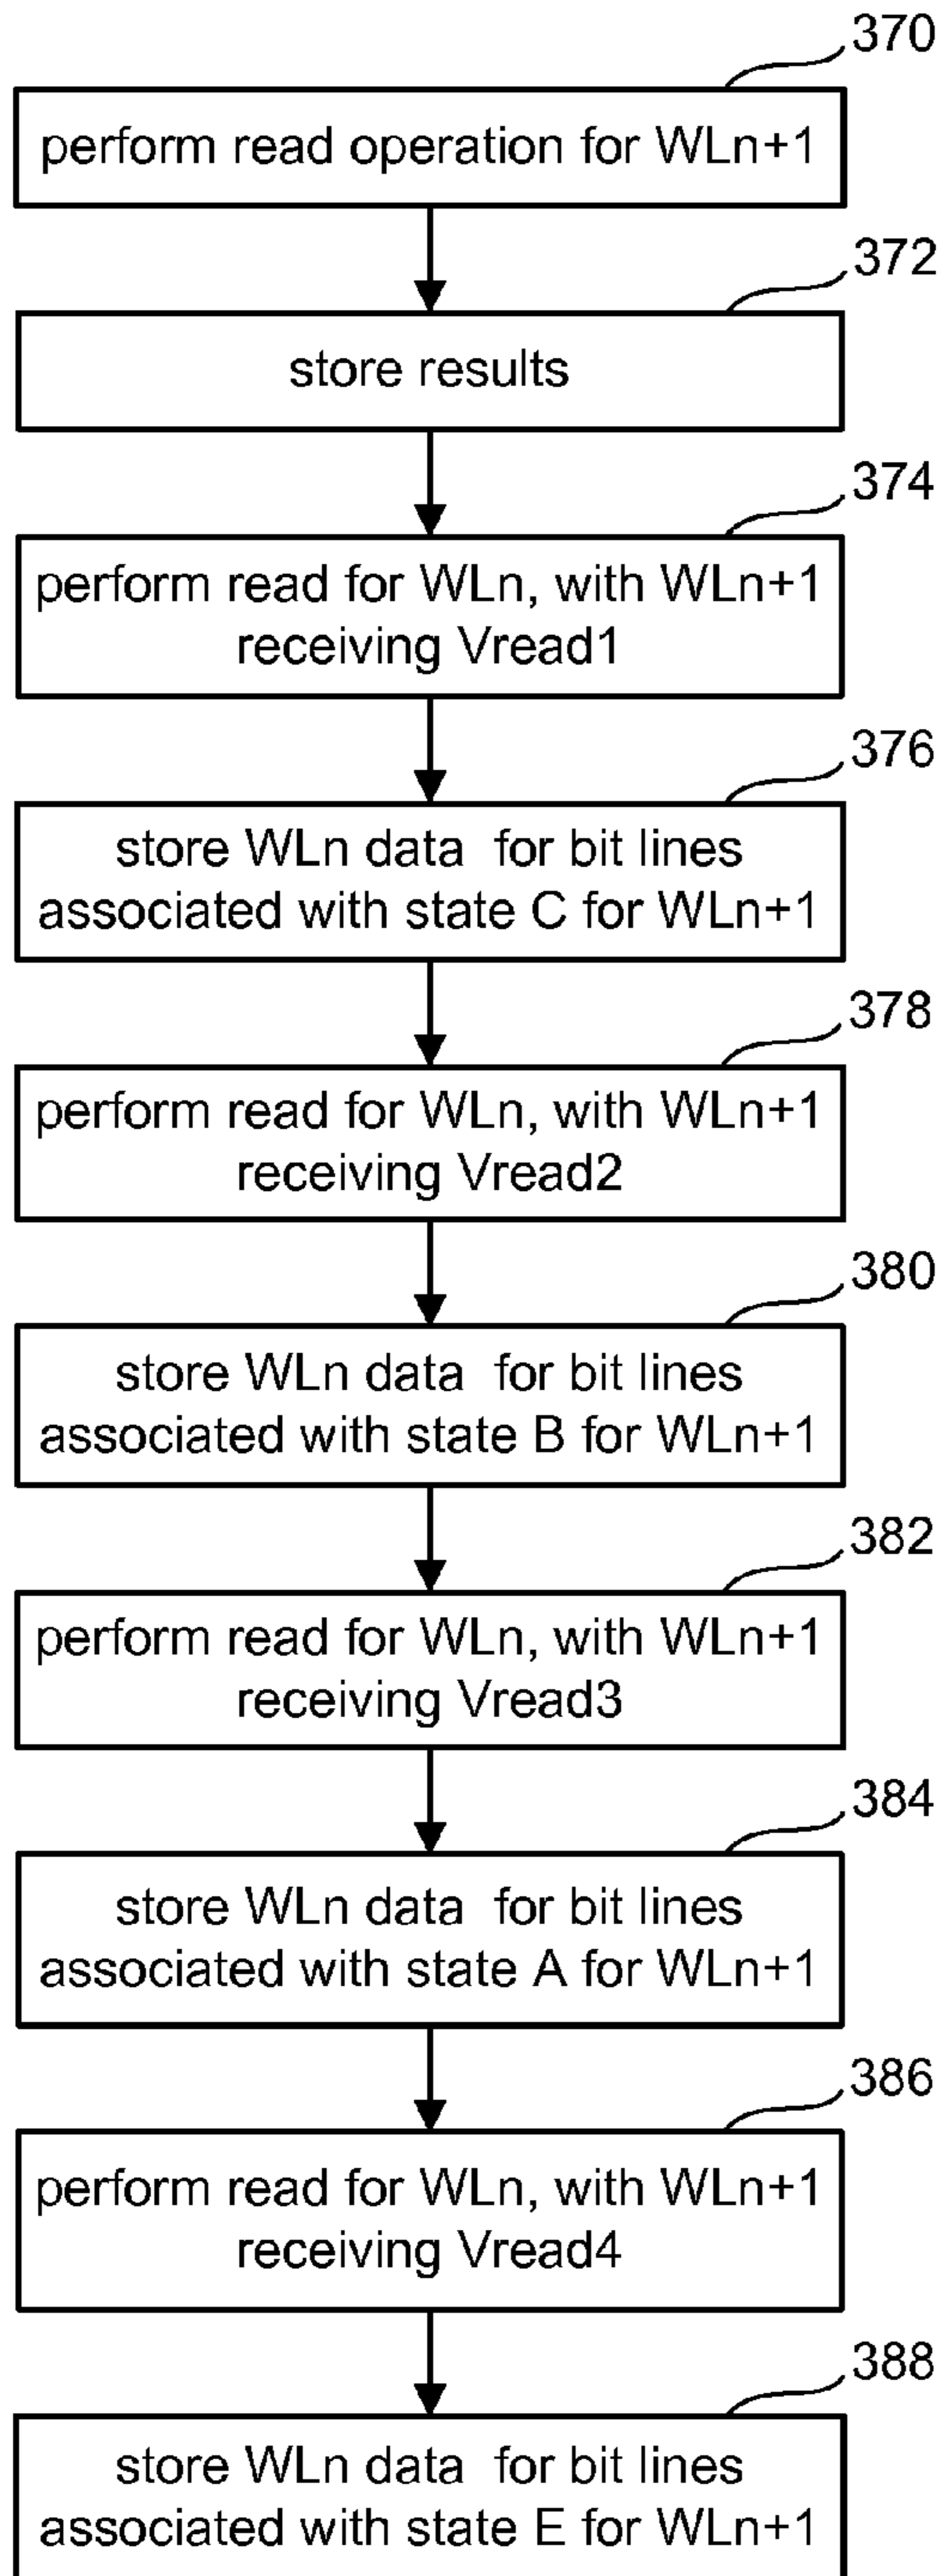 370
perform read operation for WLn+1
372
store results
374
perform read for WLn, with WLn+1
receiving Vread1
376
store WLn data for bit lines
associated with state C for WLn+1
378
perform read for WLn, with WLn+1
receiving Vread2
380
store WLn data for bit lines
associated with state B for WLn+1
382
perform read for WLn, with WLn+1
receiving Vread3
384
store WLn data for bit lines
associated with state A for WLn+1
386
perform read for WLn, with WLn+1
receiving Vread4
388
store WLn data for bit lines
associated with state E for WLn+1